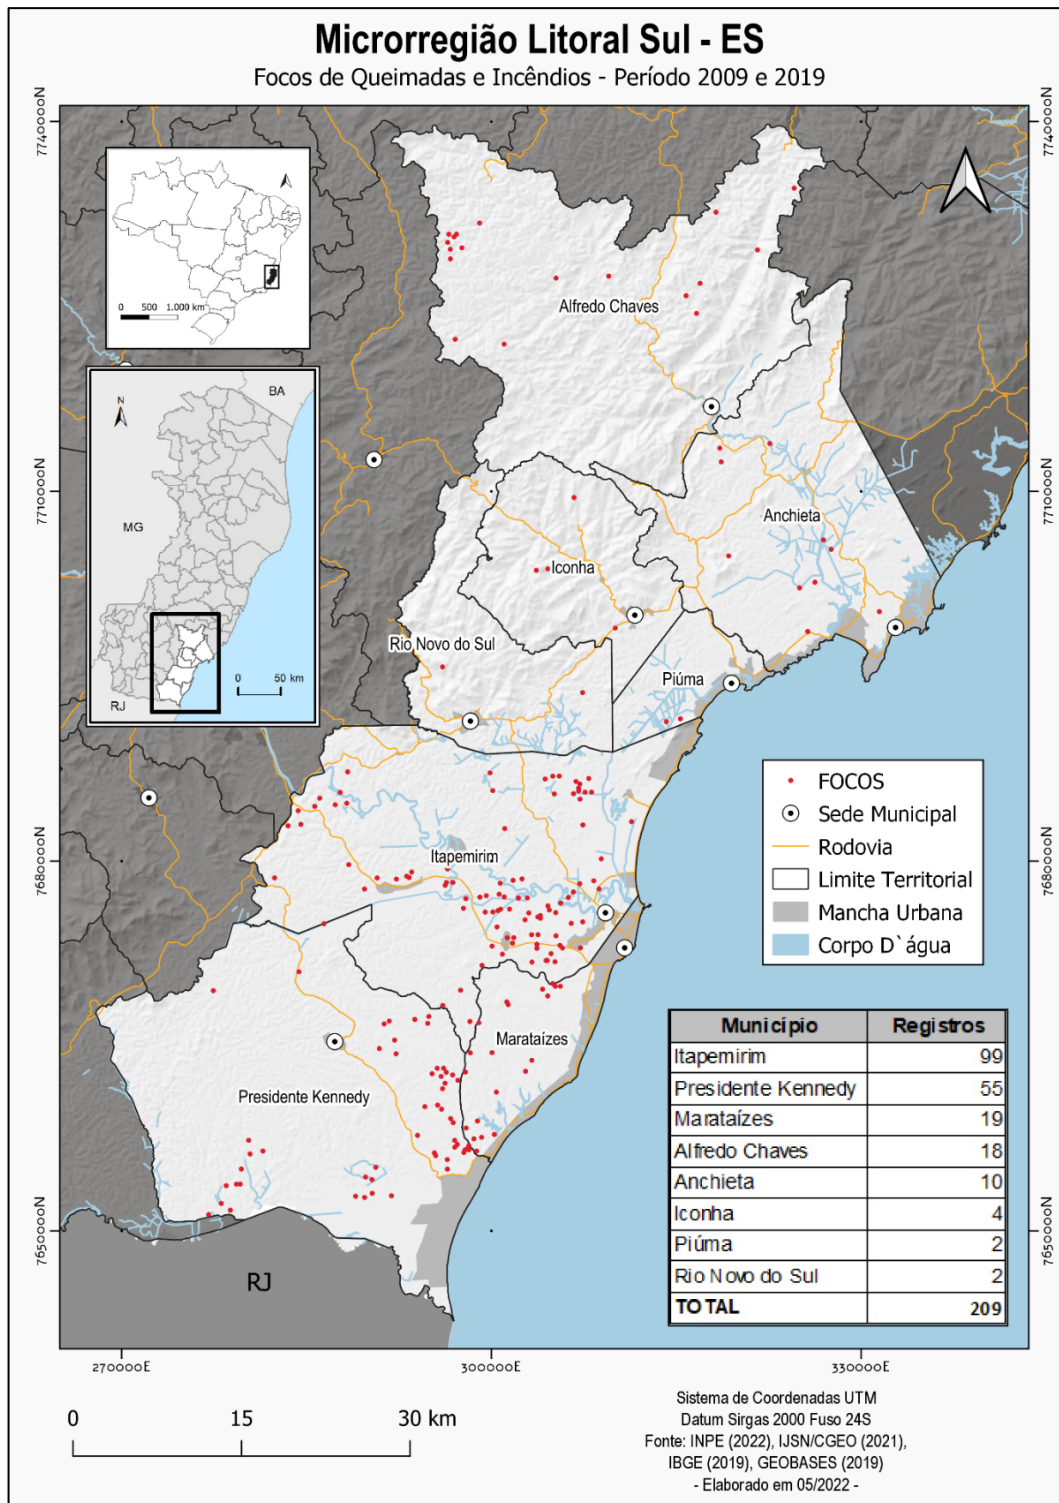 Microrregião Litoral Sul - ES
Focos de Queimadas e Incêndios - Período 2009 e 2019
7740000N
7740000N
0 500 1.000 km
Alfredo Chaves
BA
N
MG
RJ
0 50 km
7710000N
7710000N
Anchieta
Iconha
Rio Novo do Sul
Piúma
FOCOS
Sede Municipal
Rodovia
Limite Territorial
Mancha Urbana
Corpo D`água
Itapemirim
7680000N
7680000N
Marataízes
Presidente Kennedy
Município Registros
Itapemirim 99
Presidente Kennedy 55
Marataízes 19
Alfredo Chaves 18
Anchieta 10
Iconha 4
Piúma 2
Rio Novo do Sul 2
TOTAL 209
7650000N
7650000N
RJ
270000E 300000E 330000E
0 15 30 km
Sistema de Coordenadas UTM
Datum Sirgas 2000 Fuso 24S
Fonte: INPE (2022), IJSN/CGEO (2021),
IBGE (2019), GEOBASES (2019)
- Elaborado em 05/2022 -